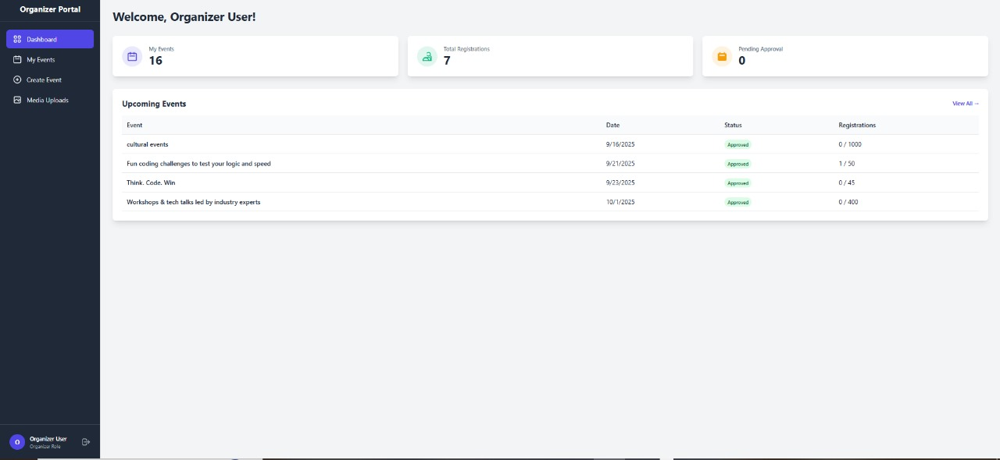 Organizer Portal
Dashboard
My Events
Create Event
Media Uploads
O
Organizer User
Organizer Role
Welcome, Organizer User!
My Events
16
Total Registrations
7
Pending Approval
0
Upcoming Events
View All →
Event Date Status Registrations
cultural events 9/16/2025 Approved 0 / 1000
Fun coding challenges to test your logic and speed 9/21/2025 Approved 1 / 50
Think. Code. Win 9/23/2025 Approved 0 / 45
Workshops & tech talks led by industry experts 10/1/2025 Approved 0 / 400